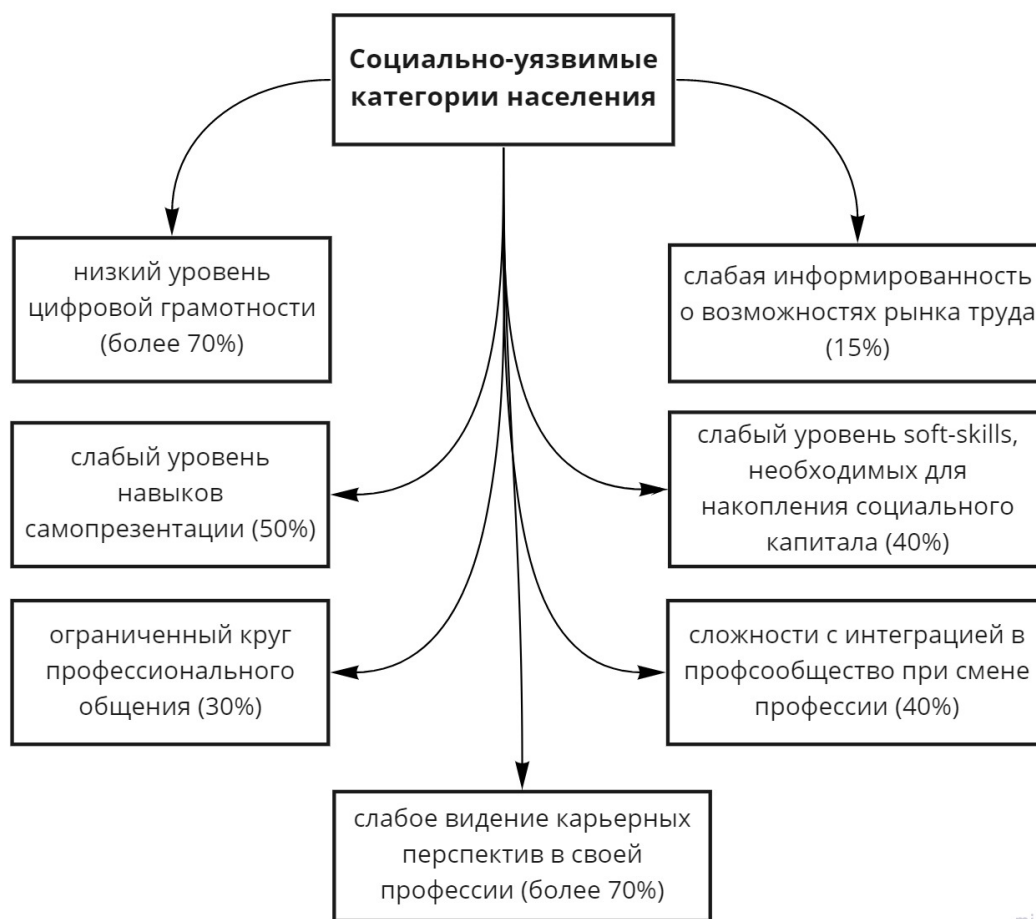 Социально-уязвимые
категории населения
низкий уровень
цифровой грамотности
(более 70%)
слабая информированность
о возможностях рынка труда
(15%)
слабый уровень
навыков
самопрезентации (50%)
слабый уровень soft-skills,
необходимых для
накопления социального
капитала (40%)
ограниченный круг
профессионального
общения (30%)
сложности с интеграцией в
профсообщество при смене
профессии (40%)
слабое видение карьерных
перспектив в своей
профессии (более 70%)